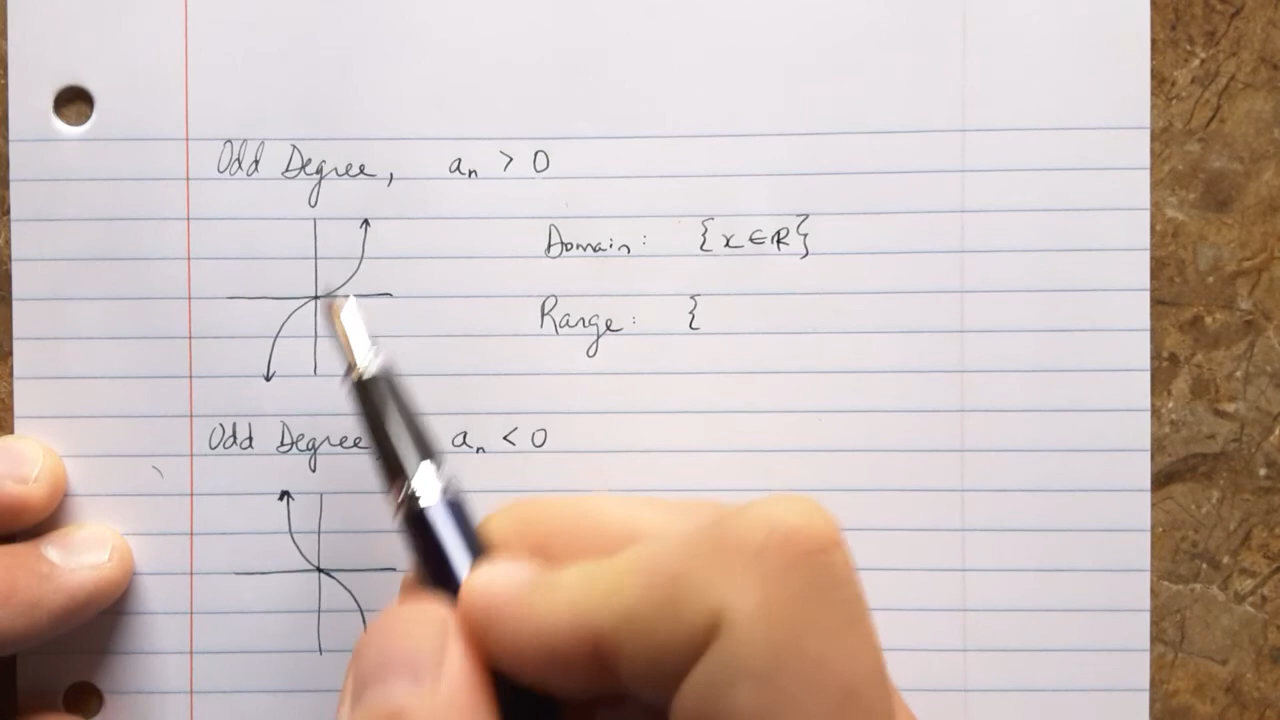 Odd Degree, aₙ > 0
Domain: {x∈ℝ}
Range: {
Odd Degree, aₙ < 0